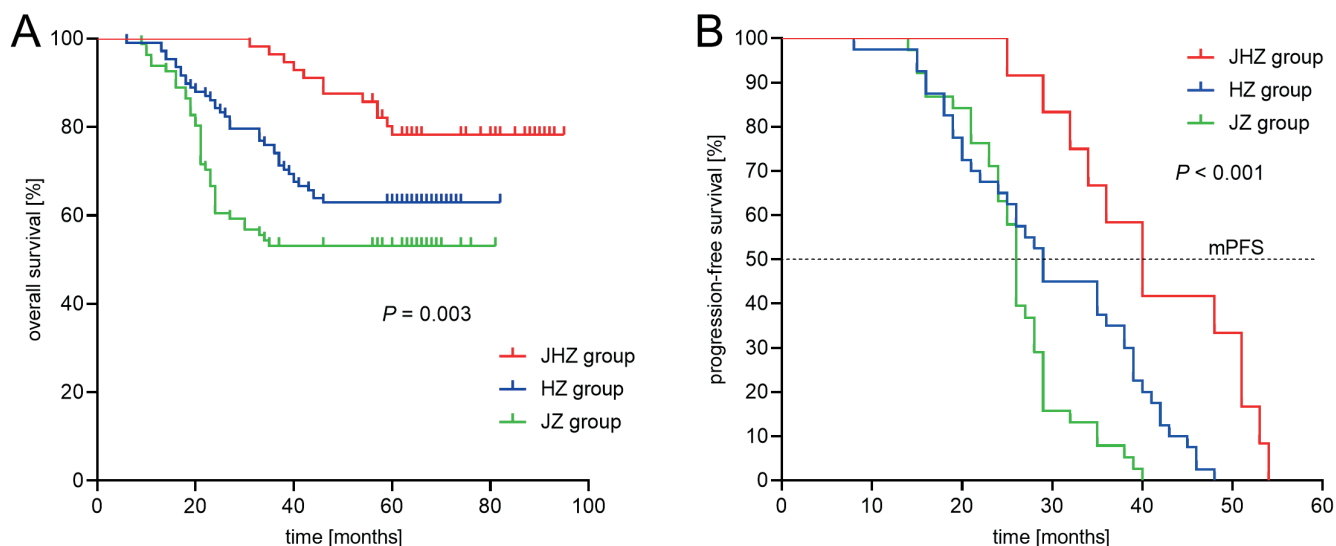 A
overall survival [%]
100
80
60
40
20
0
P = 0.003
JHZ group
HZ group
JZ group
0 20 40 60 80 100
time [months]
B
progression-free survival [%]
100
90
80
70
60
50
40
30
20
10
0
JHZ group
HZ group
JZ group
P < 0.001
mPFS
0 10 20 30 40 50 60
time [months]